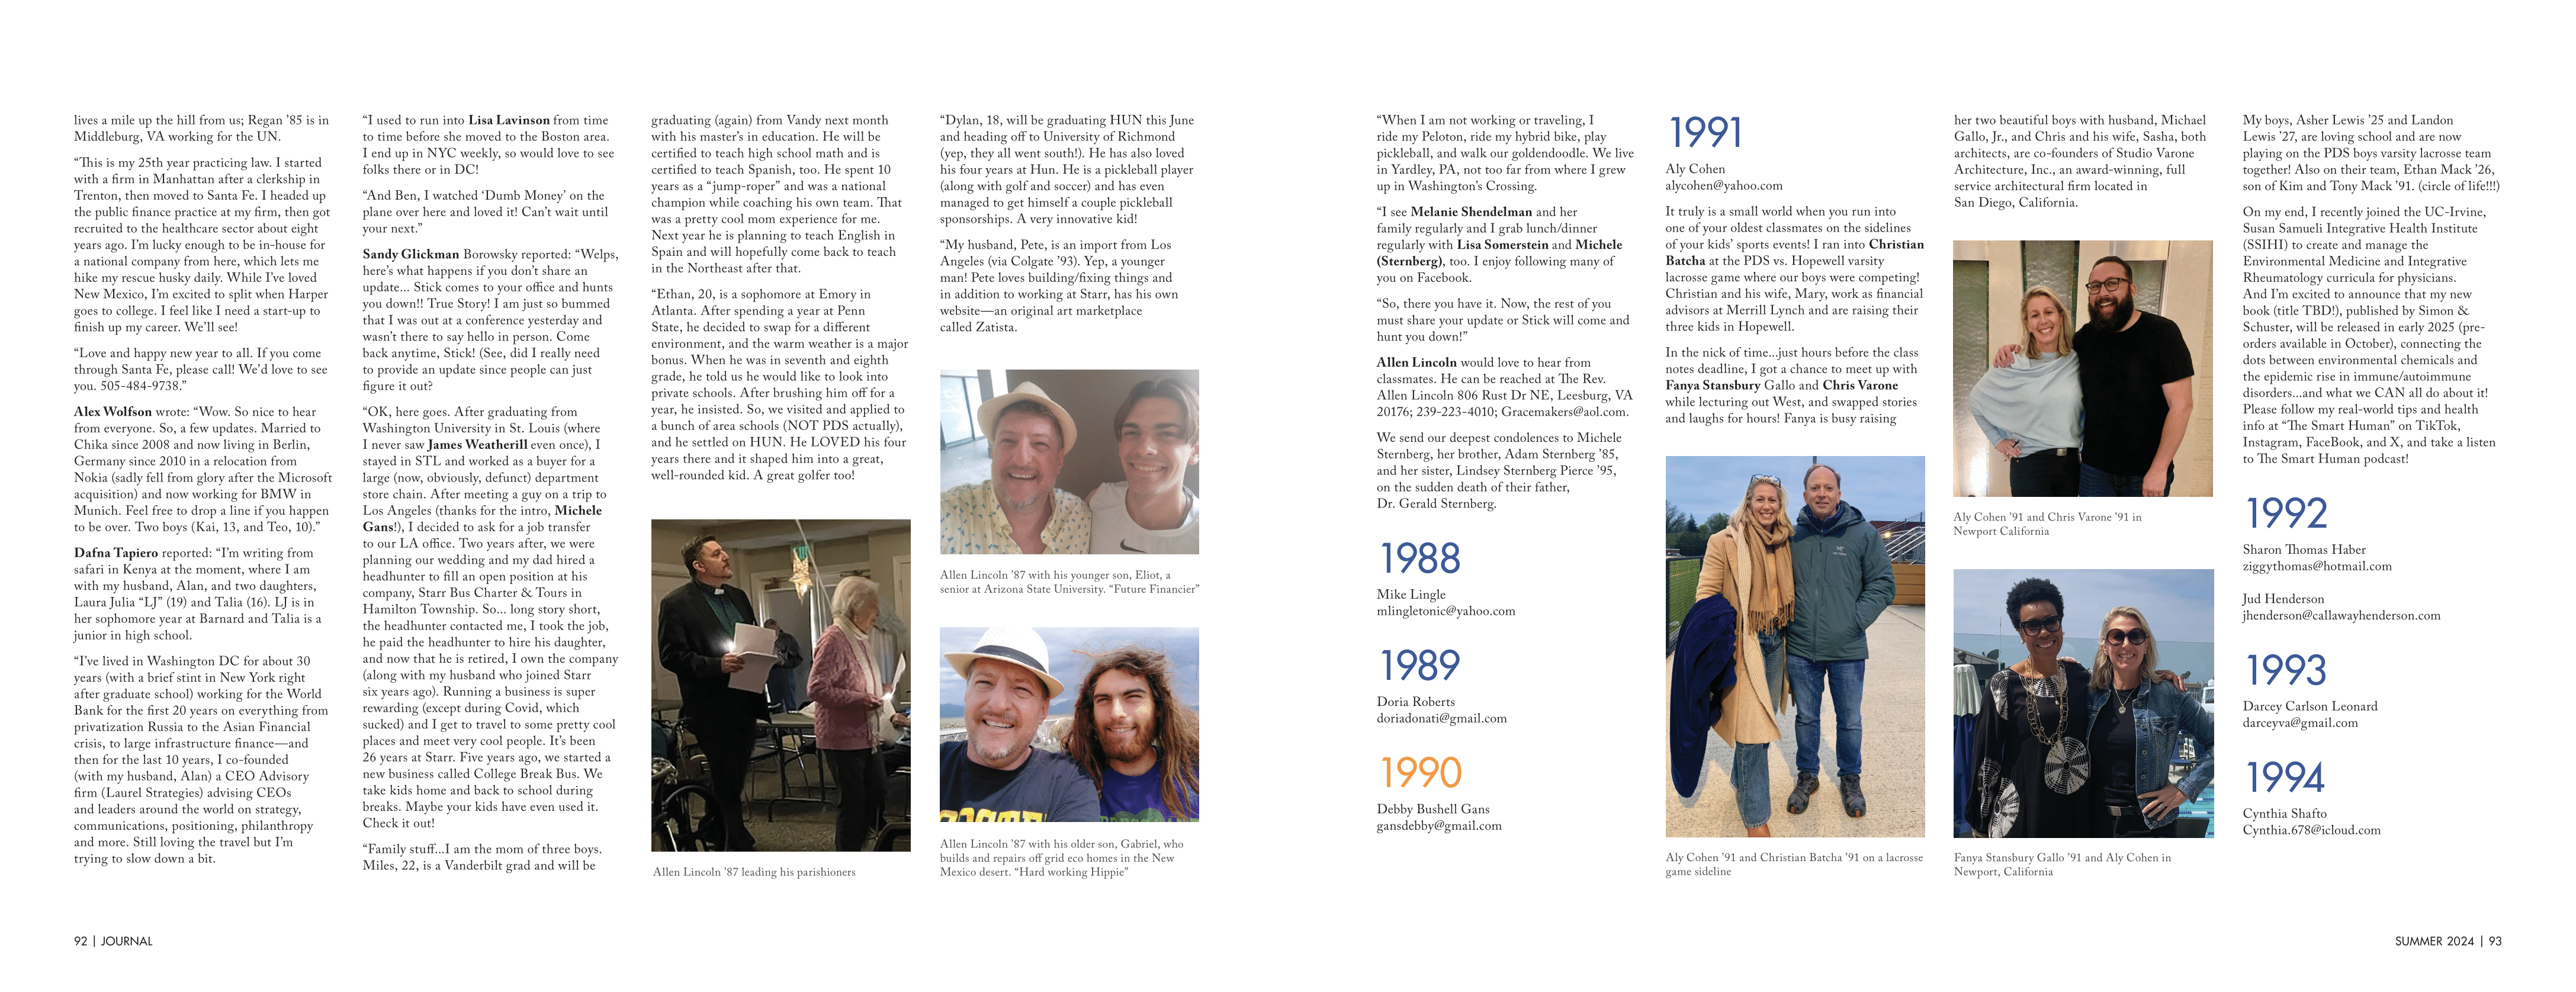 lives a mile up the hill from us; Regan ’85 is in
Middleburg, VA working for the UN.
“This is my 25th year practicing law. I started
with a firm in Manhattan after a clerkship in
Trenton, then moved to Santa Fe. I headed up
the public finance practice at my firm, then got
recruited to the healthcare sector about eight
years ago. I’m lucky enough to be in-house for
a national company from here, which lets me
hike my rescue husky daily. While I’ve loved
New Mexico, I’m excited to split when Harper
goes to college. I feel like I need a start-up to
finish up my career. We’ll see!
“Love and happy new year to all. If you come
through Santa Fe, please call! We’d love to see
you. 505-484-9738.”
Alex Wolfson wrote: “Wow. So nice to hear
from everyone. So, a few updates. Married to
Chika since 2008 and now living in Berlin,
Germany since 2010 in a relocation from
Nokia (sadly fell from glory after the Microsoft
acquisition) and now working for BMW in
Munich. Feel free to drop a line if you happen
to be over. Two boys (Kai, 13, and Teo, 10).”
Dafna Tapiero reported: “I’m writing from
safari in Kenya at the moment, where I am
with my husband, Alan, and two daughters,
Laura Julia “LJ” (19) and Talia (16). LJ is in
her sophomore year at Barnard and Talia is a
junior in high school.
“I’ve lived in Washington DC for about 30
years (with a brief stint in New York right
after graduate school) working for the World
Bank for the first 20 years on everything from
privatization Russia to the Asian Financial
crisis, to large infrastructure finance—and
then for the last 10 years, I co-founded
(with my husband, Alan) a CEO Advisory
firm (Laurel Strategies) advising CEOs
and leaders around the world on strategy,
communications, positioning, philanthropy
and more. Still loving the travel but I’m
trying to slow down a bit.
“I used to run into Lisa Lavinson from time
to time before she moved to the Boston area.
I end up in NYC weekly, so would love to see
folks there or in DC!
“And Ben, I watched ‘Dumb Money’ on the
plane over here and loved it! Can’t wait until
your next.”
Sandy Glickman Borowsky reported: “Welps,
here’s what happens if you don’t share an
update... Stick comes to your office and hunts
you down!! True Story! I am just so bummed
that I was out at a conference yesterday and
wasn’t there to say hello in person. Come
back anytime, Stick! (See, did I really need
to provide an update since people can just
figure it out?
“OK, here goes. After graduating from
Washington University in St. Louis (where
I never saw James Weatherill even once), I
stayed in STL and worked as a buyer for a
large (now, obviously, defunct) department
store chain. After meeting a guy on a trip to
Los Angeles (thanks for the intro, Michele
Gans!), I decided to ask for a job transfer
to our LA office. Two years after, we were
planning our wedding and my dad hired a
headhunter to fill an open position at his
company, Starr Bus Charter & Tours in
Hamilton Township. So... long story short,
the headhunter contacted me, I took the job,
he paid the headhunter to hire his daughter,
and now that he is retired, I own the company
(along with my husband who joined Starr
six years ago). Running a business is super
rewarding (except during Covid, which
sucked) and I get to travel to some pretty cool
places and meet very cool people. It’s been
26 years at Starr. Five years ago, we started a
new business called College Break Bus. We
take kids home and back to school during
breaks. Maybe your kids have even used it.
Check it out!
“Family stuff...I am the mom of three boys.
Miles, 22, is a Vanderbilt grad and will be
graduating (again) from Vandy next month
with his master’s in education. He will be
certified to teach high school math and is
certified to teach Spanish, too. He spent 10
years as a “jump-roper” and was a national
champion while coaching his own team. That
was a pretty cool mom experience for me.
Next year he is planning to teach English in
Spain and will hopefully come back to teach
in the Northeast after that.
“Ethan, 20, is a sophomore at Emory in
Atlanta. After spending a year at Penn
State, he decided to swap for a different
environment, and the warm weather is a major
bonus. When he was in seventh and eighth
grade, he told us he would like to look into
private schools. After brushing him off for a
year, he insisted. So, we visited and applied to
a bunch of area schools (NOT PDS actually),
and he settled on HUN. He LOVED his four
years there and it shaped him into a great,
well-rounded kid. A great golfer too!
Allen Lincoln ’87 leading his parishioners
“Dylan, 18, will be graduating HUN this June
and heading off to University of Richmond
(yep, they all went south!). He has also loved
his four years at Hun. He is a pickleball player
(along with golf and soccer) and has even
managed to get himself a couple pickleball
sponsorships. A very innovative kid!
“My husband, Pete, is an import from Los
Angeles (via Colgate ’93). Yep, a younger
man! Pete loves building/fixing things and
in addition to working at Starr, has his own
website—an original art marketplace
called Zatista.
Allen Lincoln ’87 with his younger son, Eliot, a
senior at Arizona State University. “Future Financier”
Allen Lincoln ’87 with his older son, Gabriel, who
builds and repairs off grid eco homes in the New
Mexico desert. “Hard working Hippie”
92 | JOURNAL
“When I am not working or traveling, I
ride my Peloton, ride my hybrid bike, play
pickleball, and walk our goldendoodle. We live
in Yardley, PA, not too far from where I grew
up in Washington’s Crossing.
“I see Melanie Shendelman and her
family regularly and I grab lunch/dinner
regularly with Lisa Somerstein and Michele
(Sternberg), too. I enjoy following many of
you on Facebook.
“So, there you have it. Now, the rest of you
must share your update or Stick will come and
hunt you down!”
Allen Lincoln would love to hear from
classmates. He can be reached at The Rev.
Allen Lincoln 806 Rust Dr NE, Leesburg, VA
20176; 239-223-4010; Gracemakers@aol.com.
We send our deepest condolences to Michele
Sternberg, her brother, Adam Sternberg ’85,
and her sister, Lindsey Sternberg Pierce ’95,
on the sudden death of their father,
Dr. Gerald Sternberg.
1988
Mike Lingle
mlingletonic@yahoo.com
1989
Doria Roberts
doriadonati@gmail.com
1990
Debby Bushell Gans
gansdebby@gmail.com
1991
Aly Cohen
alycohen@yahoo.com
It truly is a small world when you run into
one of your oldest classmates on the sidelines
of your kids’ sports events! I ran into Christian
Batcha at the PDS vs. Hopewell varsity
lacrosse game where our boys were competing!
Christian and his wife, Mary, work as financial
advisors at Merrill Lynch and are raising their
three kids in Hopewell.
In the nick of time...just hours before the class
notes deadline, I got a chance to meet up with
Fanya Stansbury Gallo and Chris Varone
while lecturing out West, and swapped stories
and laughs for hours! Fanya is busy raising
Aly Cohen ’91 and Christian Batcha ’91 on a lacrosse
game sideline
her two beautiful boys with husband, Michael
Gallo, Jr., and Chris and his wife, Sasha, both
architects, are co-founders of Studio Varone
Architecture, Inc., an award-winning, full
service architectural firm located in
San Diego, California.
Aly Cohen ’91 and Chris Varone ’91 in
Newport California
Fanya Stansbury Gallo ’91 and Aly Cohen in
Newport, California
My boys, Asher Lewis ’25 and Landon
Lewis ’27, are loving school and are now
playing on the PDS boys varsity lacrosse team
together! Also on their team, Ethan Mack ’26,
son of Kim and Tony Mack ’91. (circle of life!!!)
On my end, I recently joined the UC-Irvine,
Susan Samueli Integrative Health Institute
(SSIHI) to create and manage the
Environmental Medicine and Integrative
Rheumatology curricula for physicians.
And I’m excited to announce that my new
book (title TBD!), published by Simon &
Schuster, will be released in early 2025 (pre-
orders available in October), connecting the
dots between environmental chemicals and
the epidemic rise in immune/autoimmune
disorders...and what we CAN all do about it!
Please follow my real-world tips and health
info at “The Smart Human” on TikTok,
Instagram, FaceBook, and X, and take a listen
to The Smart Human podcast!
1992
Sharon Thomas Haber
ziggythomas@hotmail.com
Jud Henderson
jhenderson@callawayhenderson.com
1993
Darcey Carlson Leonard
darceyva@gmail.com
1994
Cynthia Shafto
Cynthia.678@icloud.com
SUMMER 2024 | 93